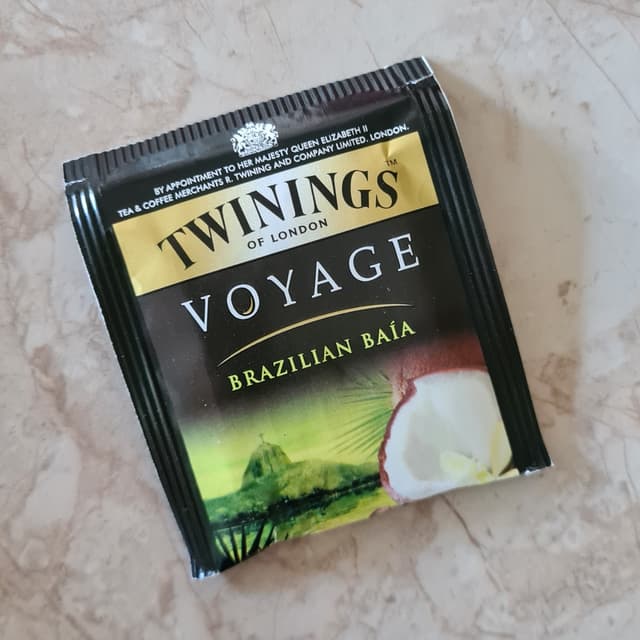 BY APPOINTMENT TO HER MAJESTY QUEEN ELIZABETH II
TEA & COFFEE MERCHANTS R. TWINING AND COMPANY LIMITED. LONDON.
TWININGS™
OF LONDON
VOYAGE
BRAZILIAN BAÍA